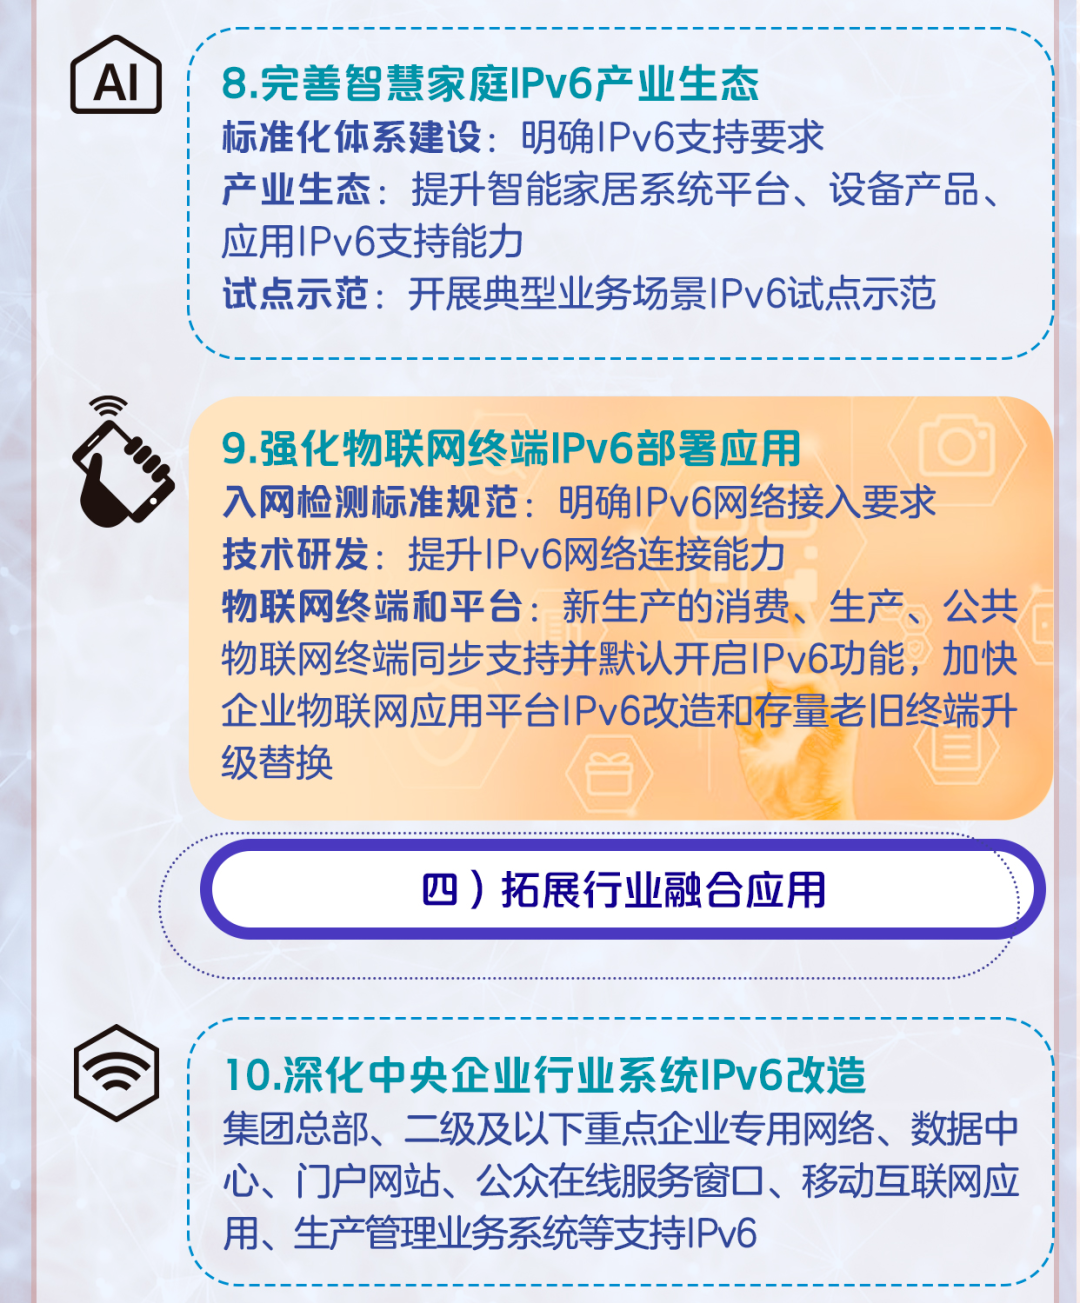 AI
8.完善智慧家庭IPv6产业生态
标准化体系建设：明确IPv6支持要求
产业生态：提升智能家居系统平台、设备产品、
应用IPv6支持能力
试点示范：开展典型业务场景IPv6试点示范
9.强化物联网终端IPv6部署应用
入网检测标准规范：明确IPv6网络接入要求
技术研发：提升IPv6网络连接能力
物联网终端和平台：新生产的消费、生产、公共
物联网终端同步支持并默认开启IPv6功能，加快
企业物联网应用平台IPv6改造和存量老旧终端升
级替换
四）拓展行业融合应用
10.深化中央企业行业系统IPv6改造
集团总部、二级及以下重点企业专用网络、数据中
心、门户网站、公众在线服务窗口、移动互联网应
用、生产管理业务系统等支持IPv6